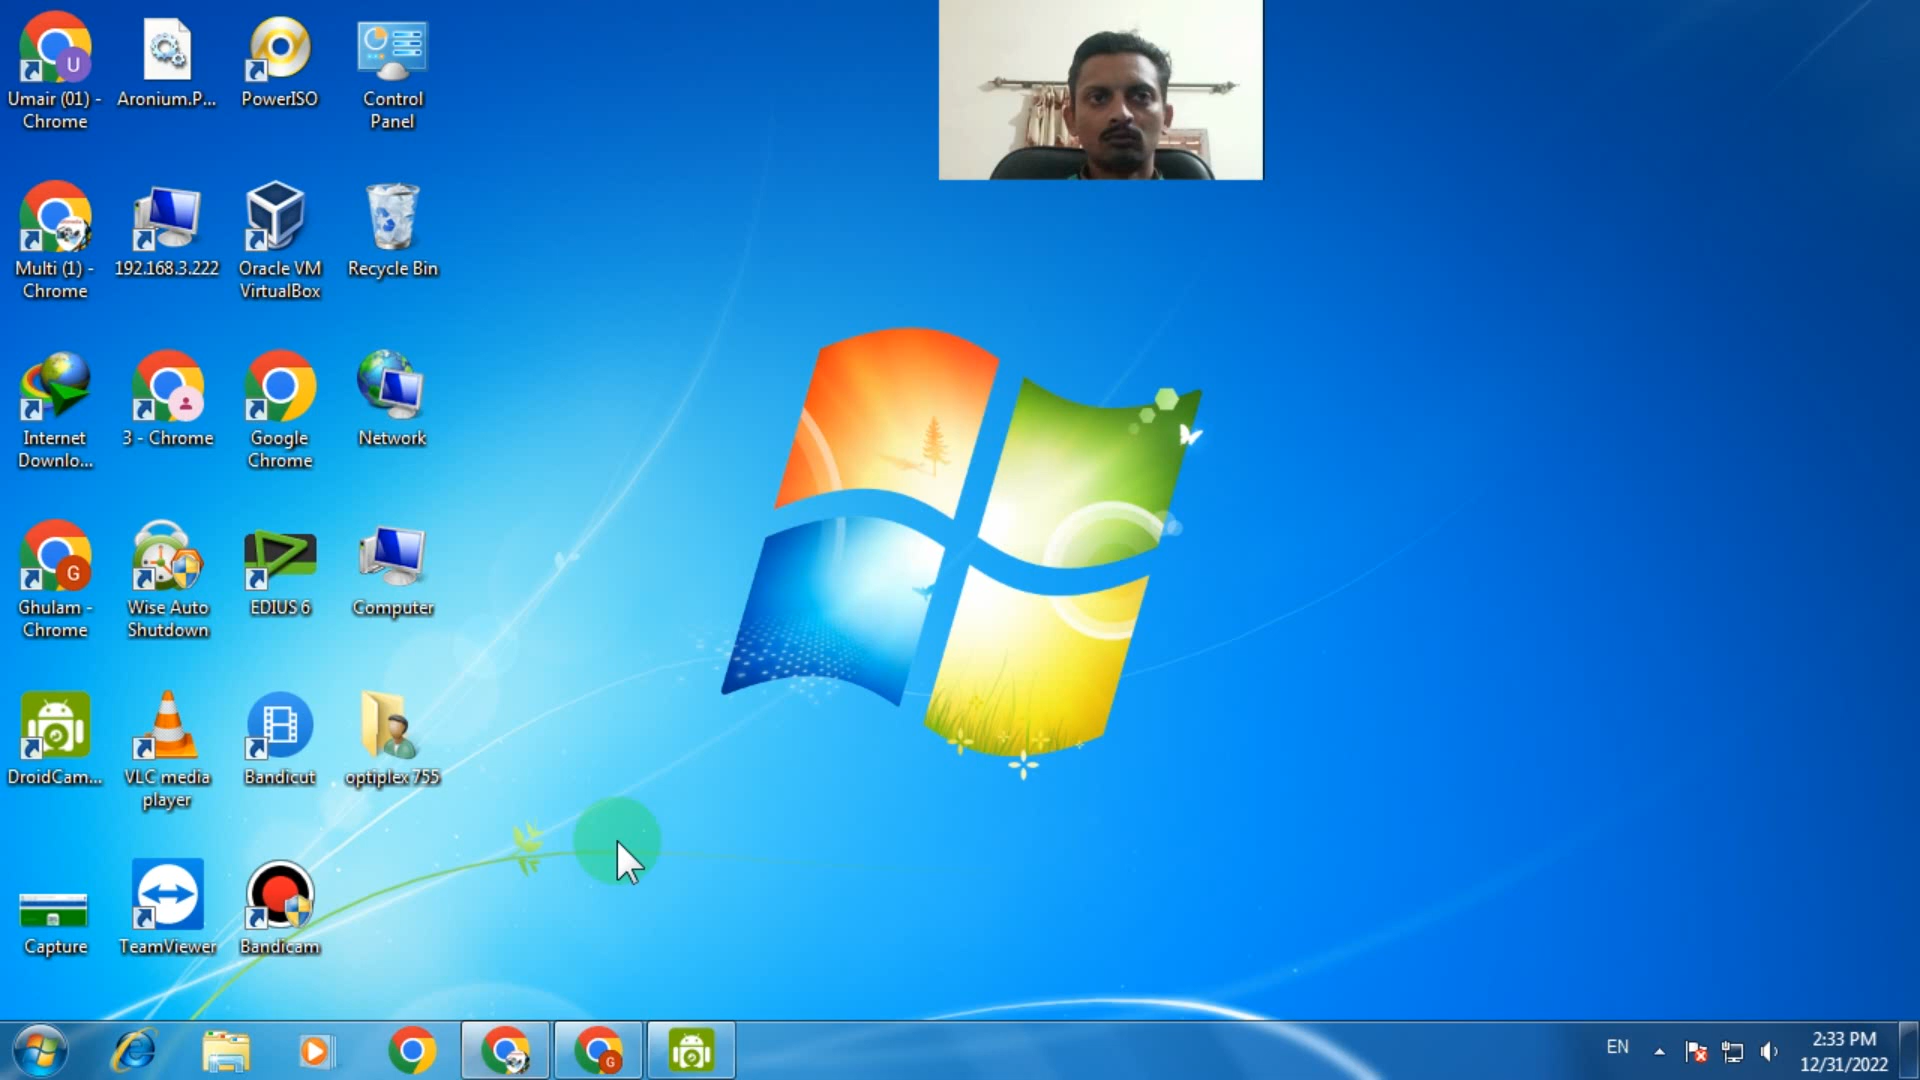 Umair (01) -
Chrome
Aronium.P...
PowerISO
Control
Panel
Multi (1) -
Chrome
192.168.3.222
Oracle VM
VirtualBox
Recycle Bin
Internet
Downlo...
3 - Chrome
Google
Chrome
Network
Ghulam -
Chrome
Wise Auto
Shutdown
EDIUS 6
Computer
DroidCam...
VLC media
player
Bandicut
optiplex 755
Capture
TeamViewer
Bandicam
U
G
G
EN
2:33 PM
12/31/2022